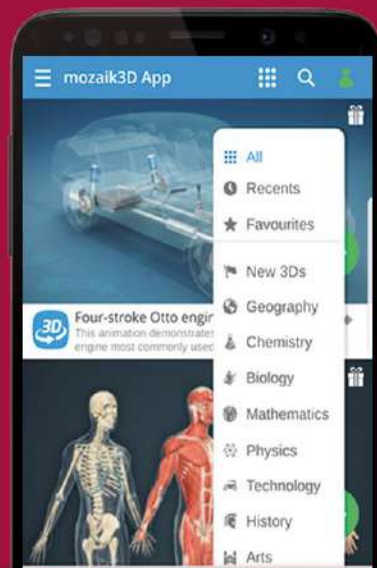 mozaik3D App
All
Recents
Favourites
New 3Ds
Geography
Chemistry
Biology
Mathematics
Physics
Technology
History
Arts
3D
Four-stroke Otto engin
This animation demonstrates
engine most commonly used